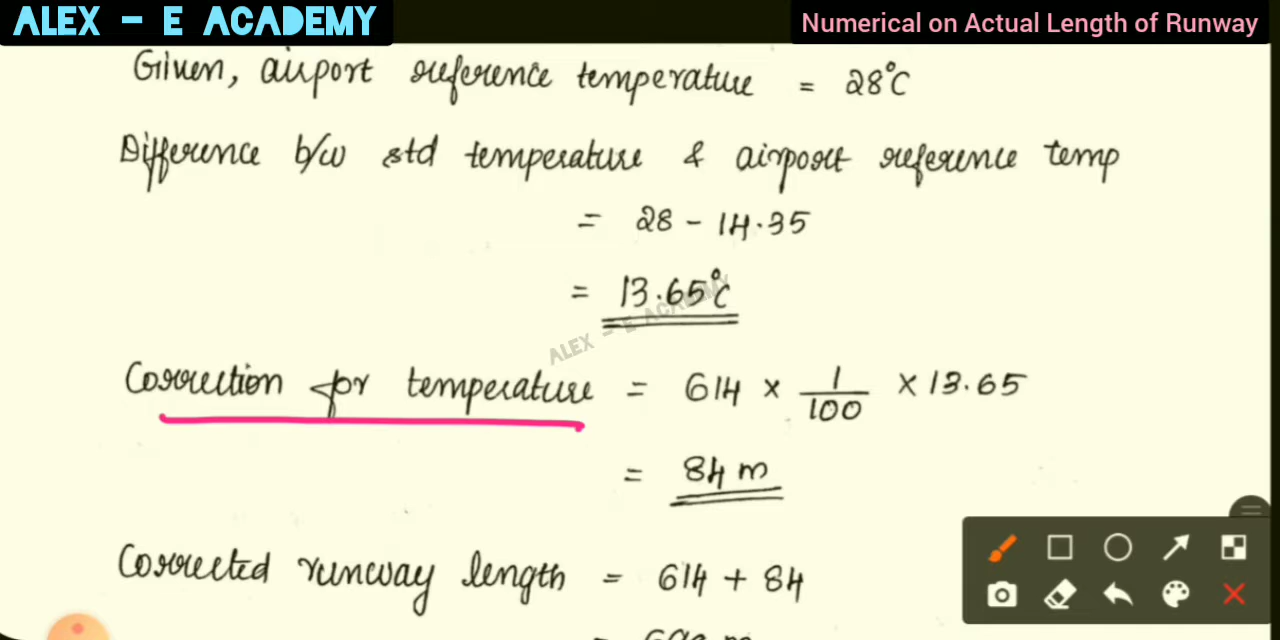 ALEX - E ACADEMY
Numerical on Actual Length of Runway
Given, airport reference temperature = 28°C
Difference b/w std temperature & airport reference temp
= 28 - 14.35
= 13.65°C
ALEX - E ACADEMY
Correction for temperature = 614 × 1/100 × 13.65
= 84 m
Corrected runway length = 614 + 84